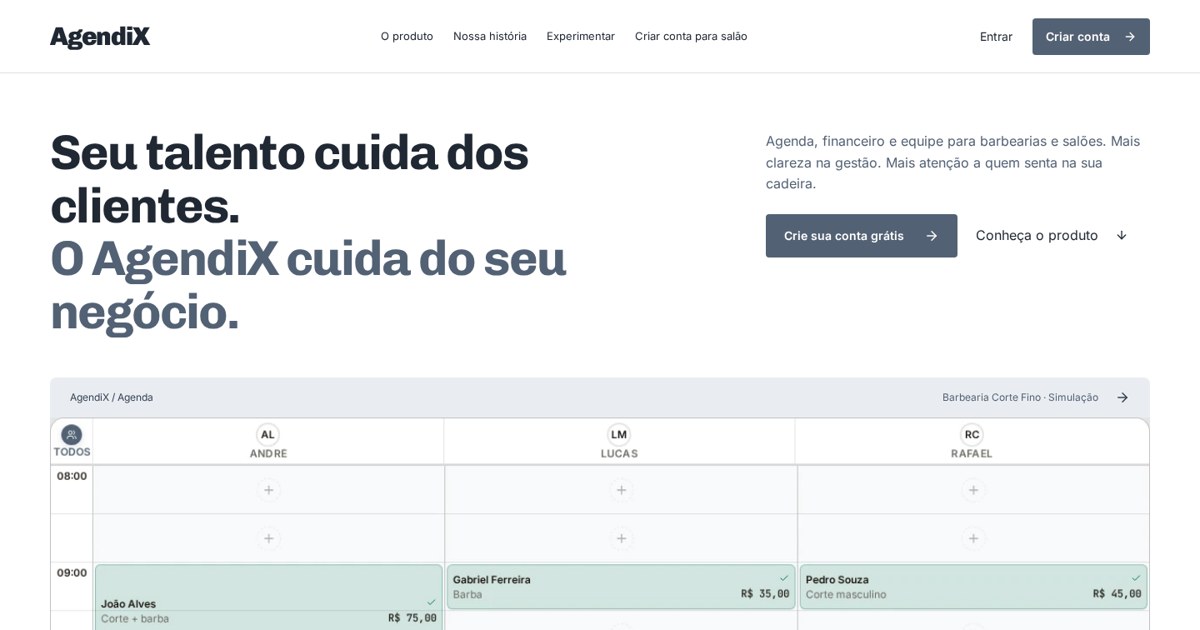 AgendiX
O produto
Nossa história
Experimentar
Criar conta para salão
Entrar
Criar conta
Seu talento cuida dos
clientes.
O AgendiX cuida do seu
negócio.
Agenda, financeiro e equipe para barbearias e salões. Mais
clareza na gestão. Mais atenção a quem senta na sua
cadeira.
Crie sua conta grátis
Conheça o produto
AgendiX / Agenda
Barbearia Corte Fino · Simulação
TODOS
AL
ANDRE
LM
LUCAS
RC
RAFAEL
08:00
09:00
João Alves
Corte + barba
R$ 75,00
Gabriel Ferreira
Barba
R$ 35,00
Pedro Souza
Corte masculino
R$ 45,00